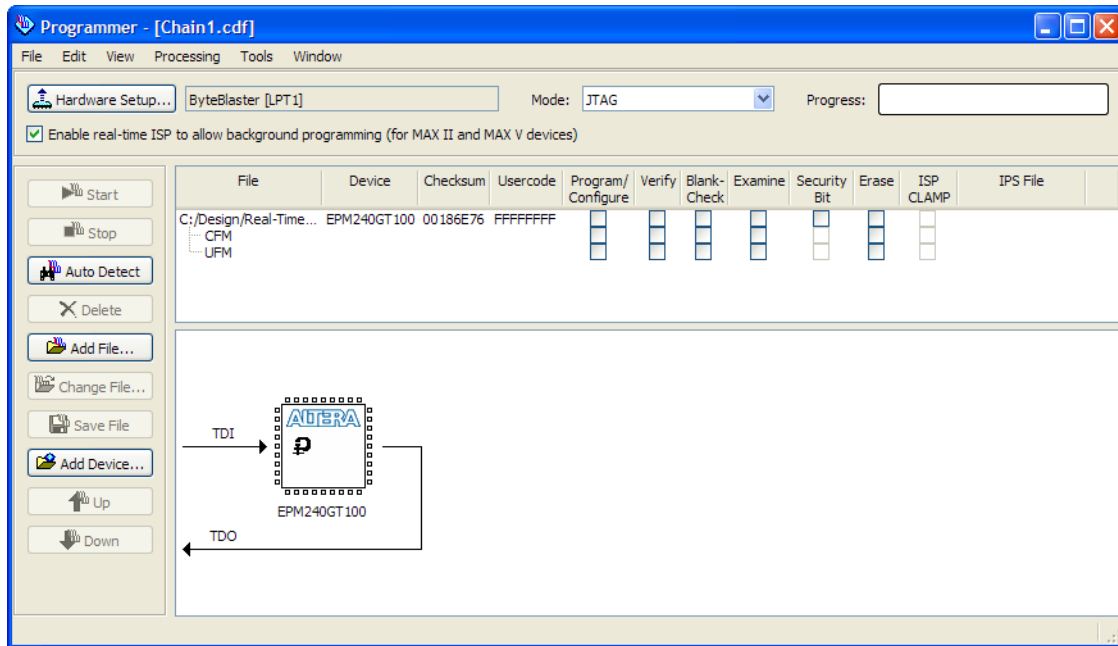 Programmer - [Chain1.cdf]
File Edit View Processing Tools Window
Hardware Setup... ByteBlaster [LPT1] Mode: JTAG Progress:
Enable real-time ISP to allow background programming (for MAX II and MAX V devices)
Start
Stop
Auto Detect
Delete
Add File...
Change File...
Save File
Add Device...
Up
Down
File Device Checksum Usercode Program/ Verify Blank- Examine Security Erase ISP IPS File
Configure Check Bit CLAMP
C:/Design/Real-Time... EPM240GT100 00186E76 FFFFFFFF
CFM
UFM
ALTERA
TDI
EPM240GT100
TDO